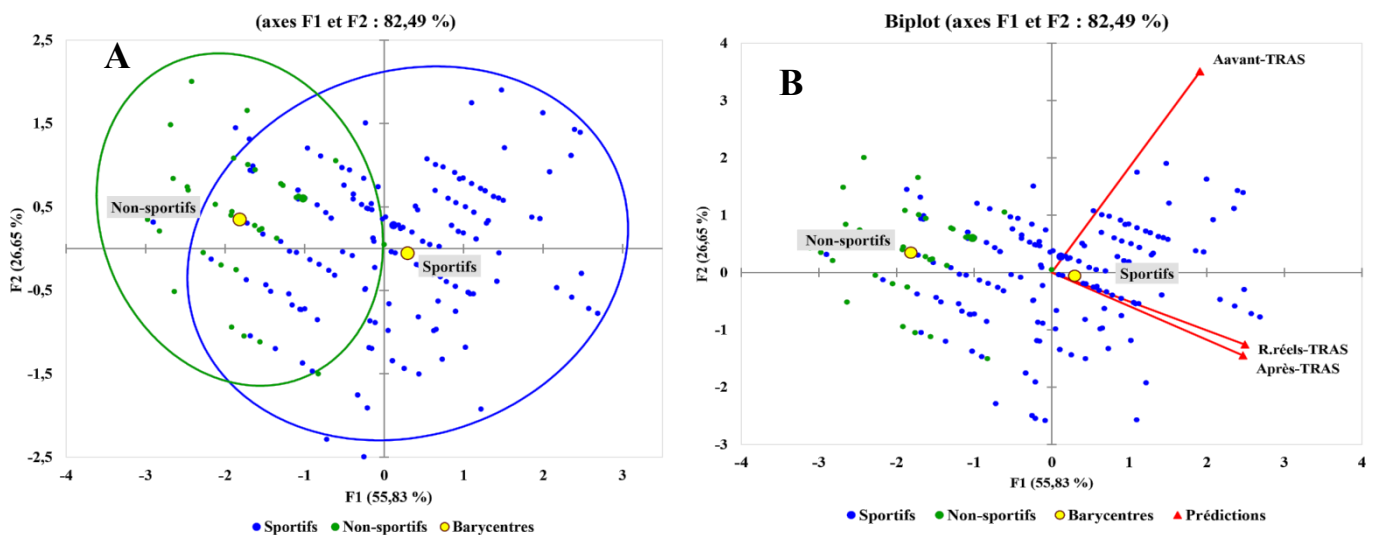 (axes F1 et F2 : 82,49 %)
A
2,5
1,5
0,5
-0,5
-1,5
-2,5
F2 (26,65 %)
Non-sportifs
Sportifs
-4 -3 -2 -1 0 1 2 3
F1 (55,83 %)
Sportifs Non-sportifs Barycentres
Biplot (axes F1 et F2 : 82,49 %)
B
4
3
2
1
0
-1
-2
-3
F2 (26,65 %)
Aavant-TRAS
Non-sportifs
Sportifs
R.réels-TRAS
Après-TRAS
-4 -3 -2 -1 0 1 2 3 4
F1 (55,83 %)
Sportifs Non-sportifs Barycentres Prédictions